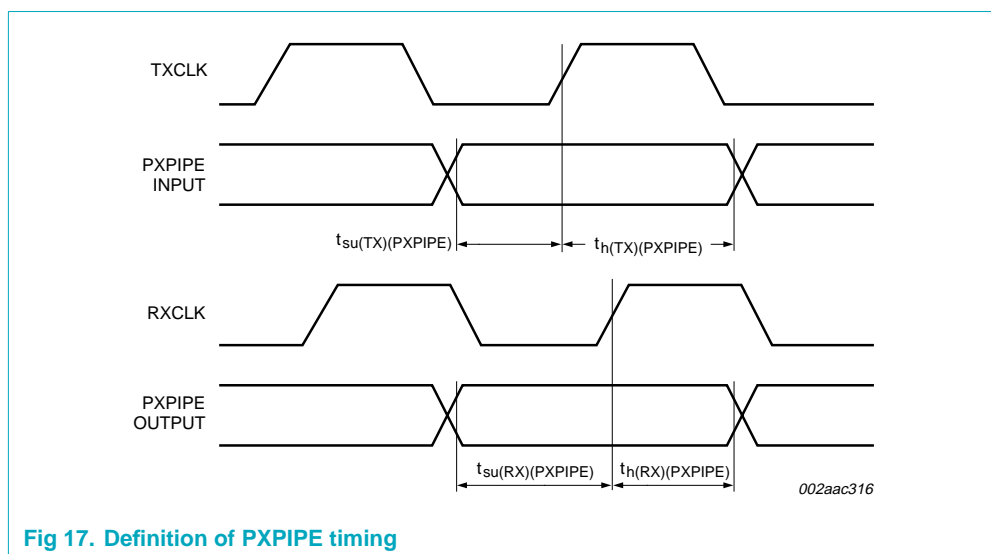 TXCLK
PXPIPE
INPUT
tsu(TX)(PXPIPE)
th(TX)(PXPIPE)
RXCLK
PXPIPE
OUTPUT
tsu(RX)(PXPIPE)
th(RX)(PXPIPE)
002aac316
Fig 17. Definition of PXPIPE timing